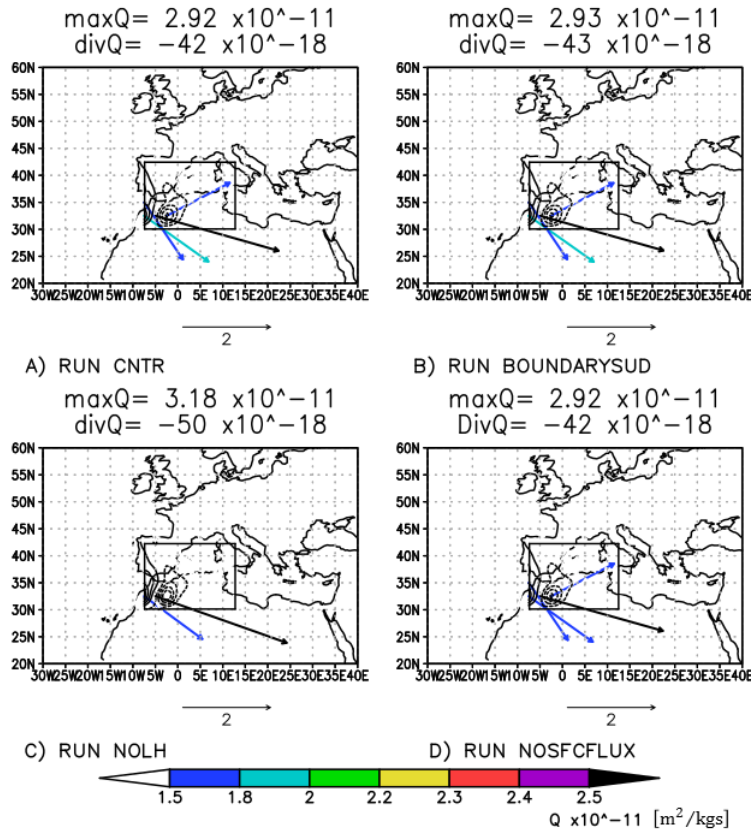 maxQ= 2.92 x10^-11
divQ= -42 x10^-18
60N
55N
50N
45N
40N
35N
30N
25N
20N
30W25W20W15W10W5W 0 5E 10E15E20E25E30E35E40E
2
A) RUN CNTR
maxQ= 2.93 x10^-11
divQ= -43 x10^-18
60N
55N
50N
45N
40N
35N
30N
25N
20N
30W25W20W15W10W5W 0 5E 10E15E20E25E30E35E40E
2
B) RUN BOUNDARYSUD
maxQ= 3.18 x10^-11
divQ= -50 x10^-18
60N
55N
50N
45N
40N
35N
30N
25N
20N
30W25W20W15W10W5W 0 5E 10E15E20E25E30E35E40E
2
C) RUN NOLH
maxQ= 2.92 x10^-11
DivQ= -42 x10^-18
60N
55N
50N
45N
40N
35N
30N
25N
20N
30W25W20W15W10W5W 0 5E 10E15E20E25E30E35E40E
2
D) RUN NOSFCFLUX
1.5 1.8 2 2.2 2.3 2.4 2.5
Q x10^-11 [m²/kgs]